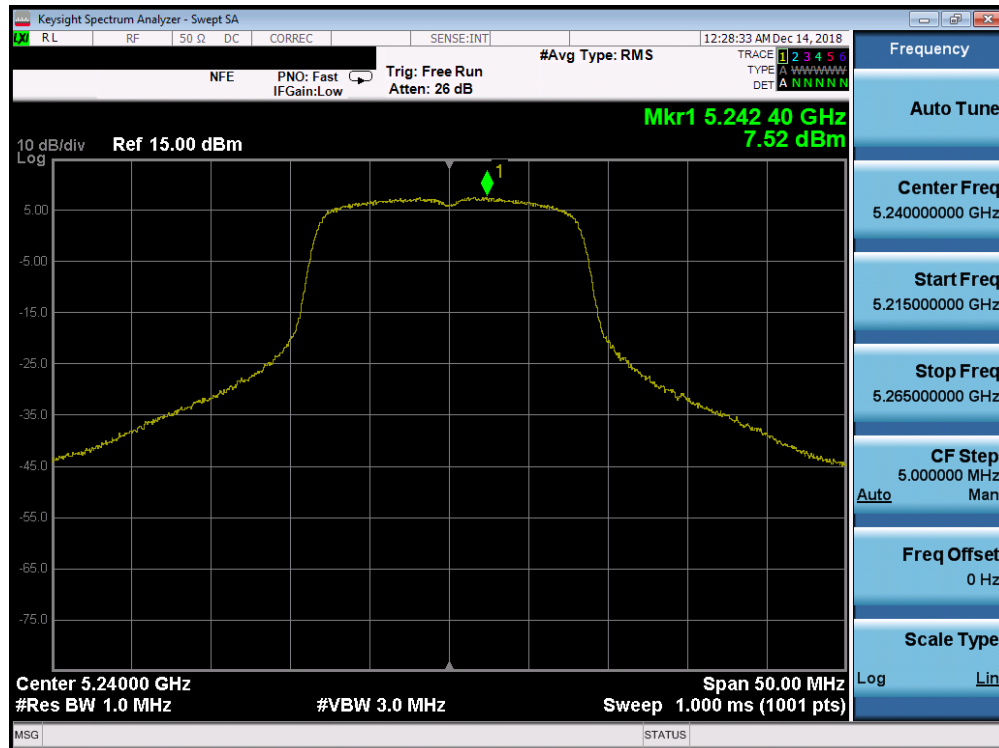 Keysight Spectrum Analyzer - Swept SA
LXI RL RF 50 Ω DC CORREC SENSE:INT 12:28:33 AM Dec 14, 2018
#Avg Type: RMS
TRACE 1 2 3 4 5 6
TYPE A WWWWW
DET A N N N N N
NFE
PNO: Fast
IFGain:Low
Trig: Free Run
Atten: 26 dB
Mkr1 5.242 40 GHz
7.52 dBm
10 dB/div
Log
Ref 15.00 dBm
1
5.00
-5.00
-15.0
-25.0
-35.0
-45.0
-55.0
-65.0
-75.0
Center 5.24000 GHz
Span 50.00 MHz
#Res BW 1.0 MHz
#VBW 3.0 MHz
Sweep 1.000 ms (1001 pts)
MSG
STATUS
Frequency
Auto Tune
Center Freq
5.240000000 GHz
Start Freq
5.215000000 GHz
Stop Freq
5.265000000 GHz
CF Step
5.000000 MHz
Auto Man
Freq Offset
0 Hz
Scale Type
Log Lin